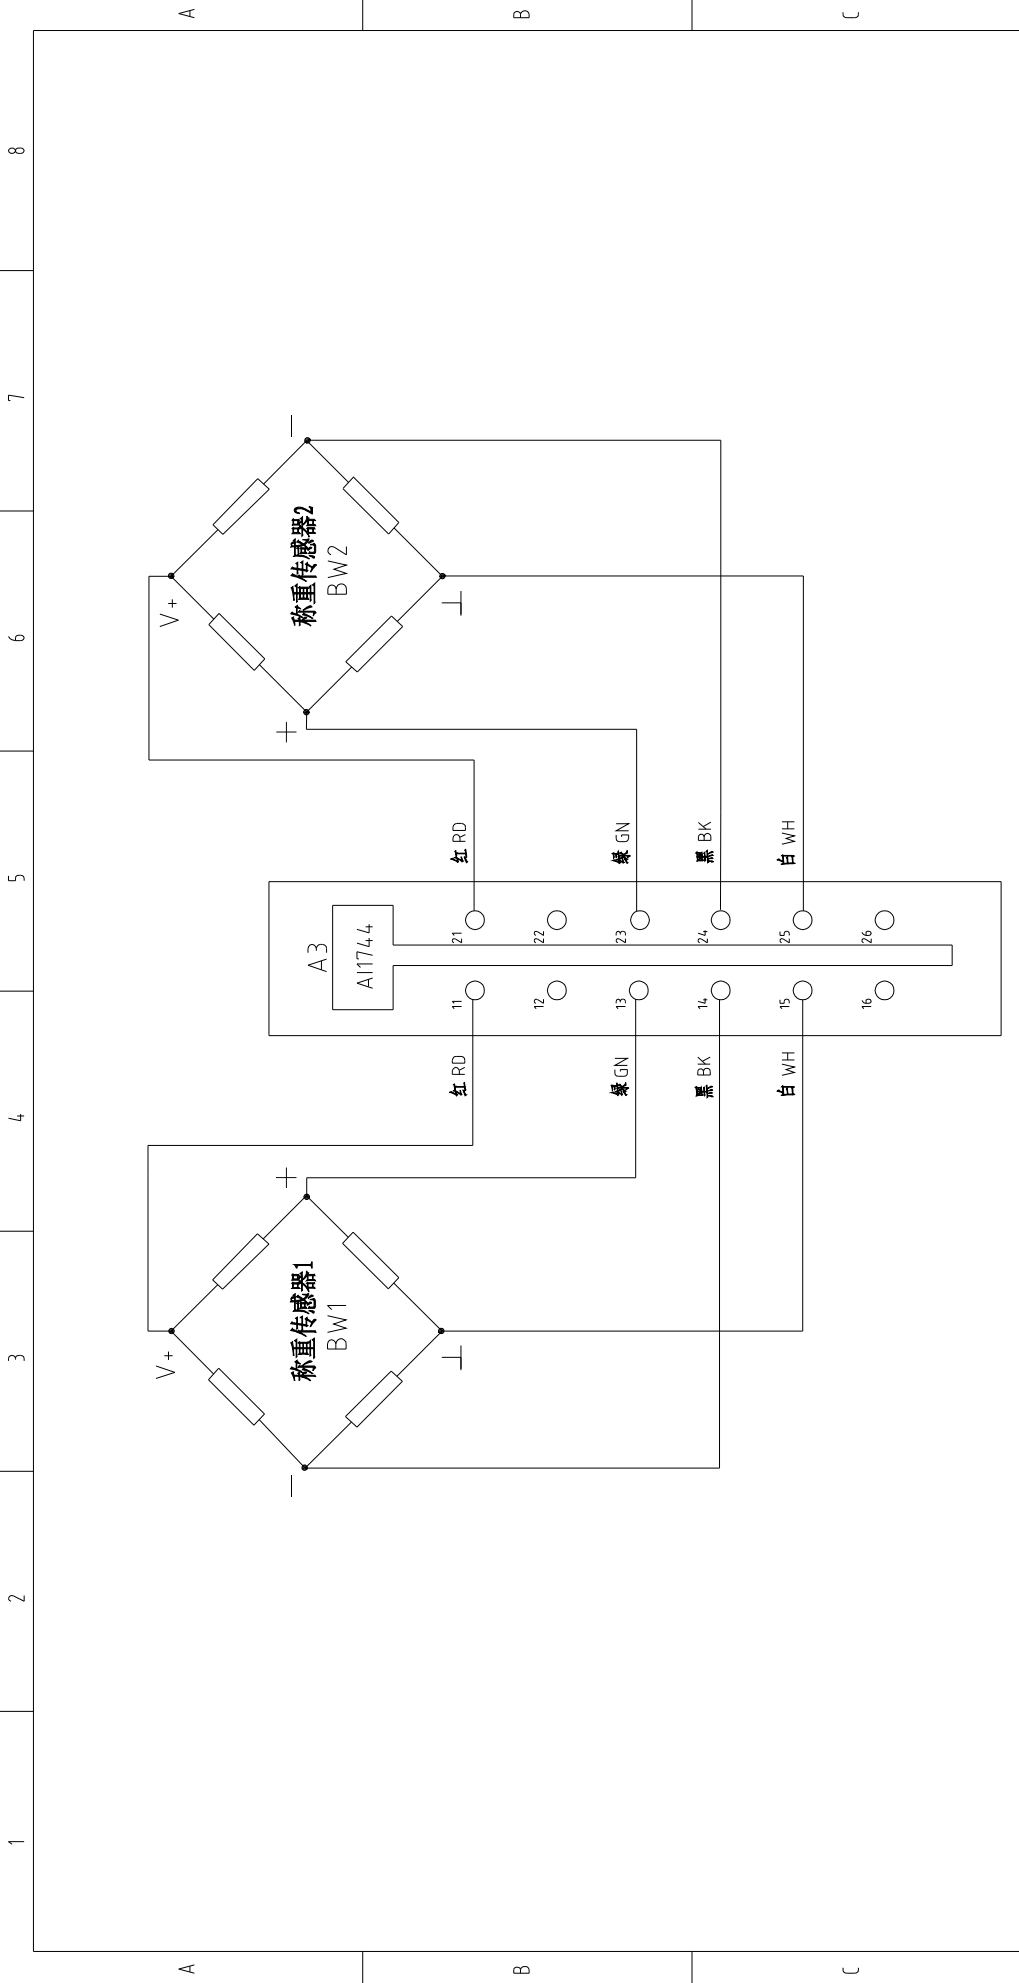 1 2 3 4 5 6 7 8
A A
V+ V+
+ +
− −
称重传感器1 称重传感器2
BW1 BW2
⊥ ⊥
A3
AI1744
红 RD 11 21 红 RD
12 22
B B
绿 GN 13 23 绿 GN
黑 BK 14 24 黑 BK
白 WH 15 25 白 WH
16 26
C C